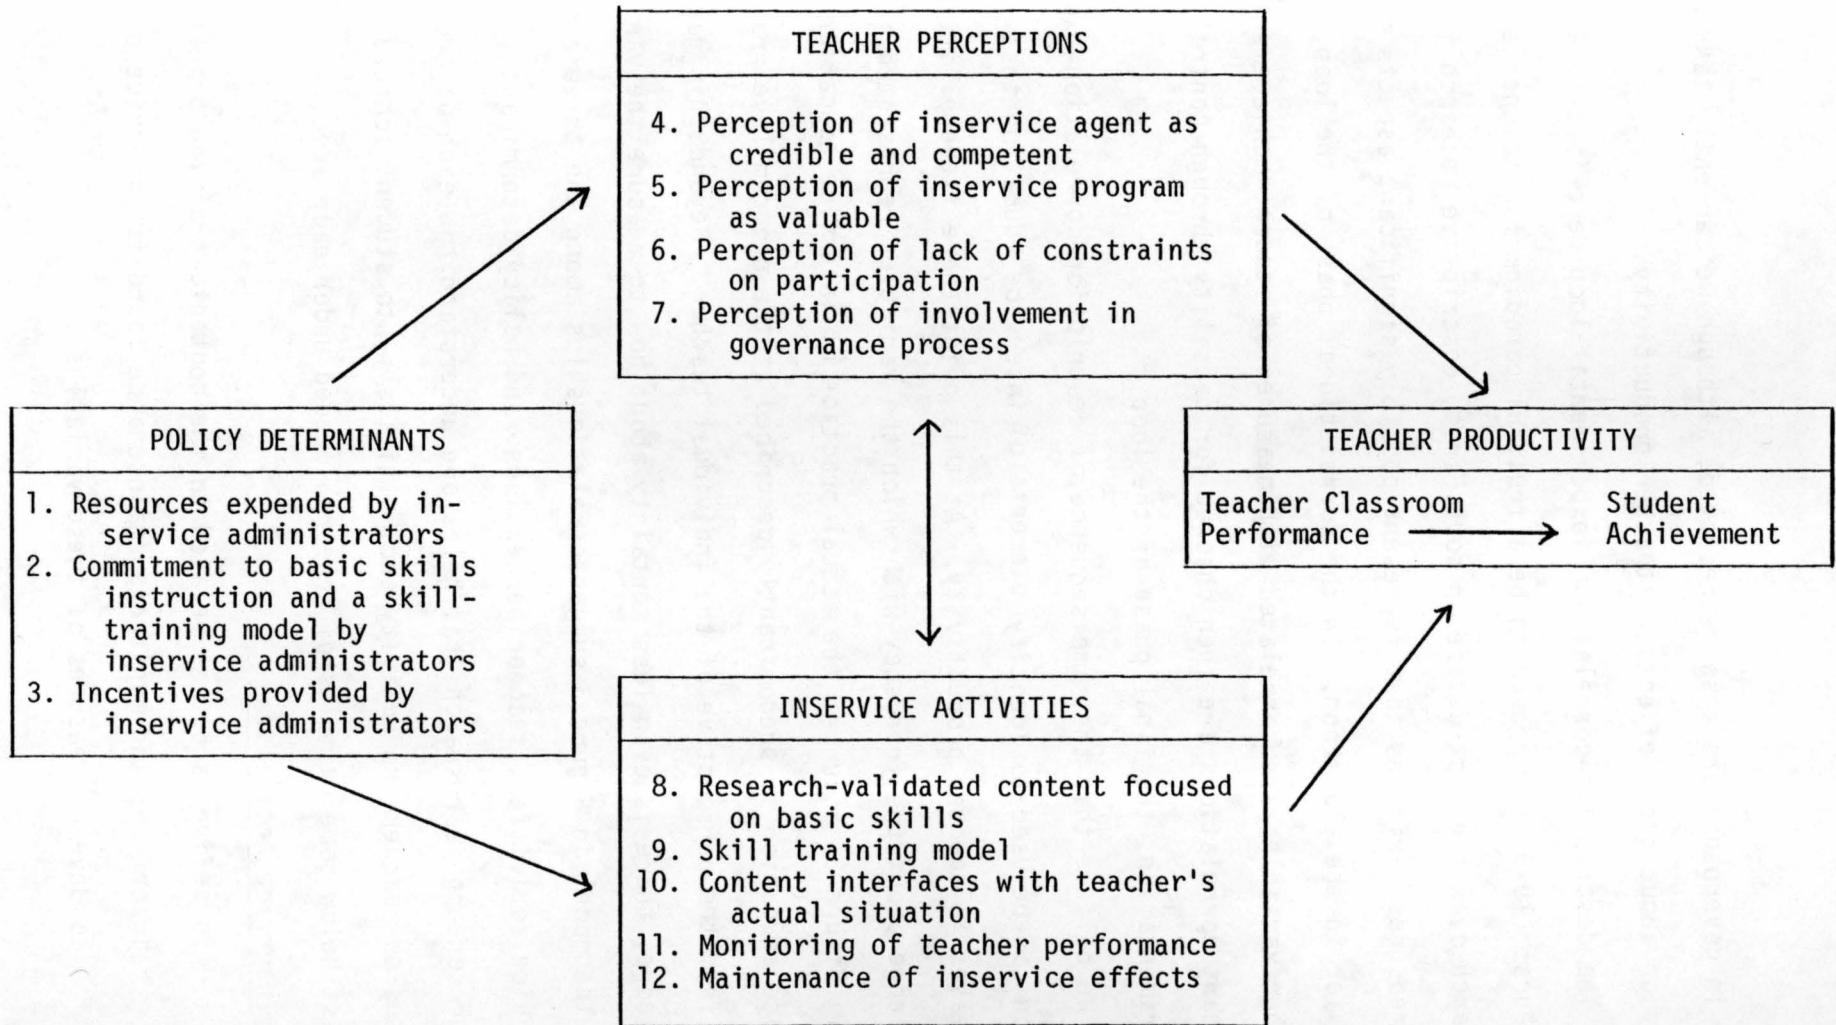 TEACHER PERCEPTIONS
4. Perception of inservice agent as
credible and competent
5. Perception of inservice program
as valuable
6. Perception of lack of constraints
on participation
7. Perception of involvement in
governance process
POLICY DETERMINANTS
1. Resources expended by in-
service administrators
2. Commitment to basic skills
instruction and a skill-
training model by
inservice administrators
3. Incentives provided by
inservice administrators
TEACHER PRODUCTIVITY
Teacher Classroom
Performance
Student
Achievement
INSERVICE ACTIVITIES
8. Research-validated content focused
on basic skills
9. Skill training model
10. Content interfaces with teacher's
actual situation
11. Monitoring of teacher performance
12. Maintenance of inservice effects